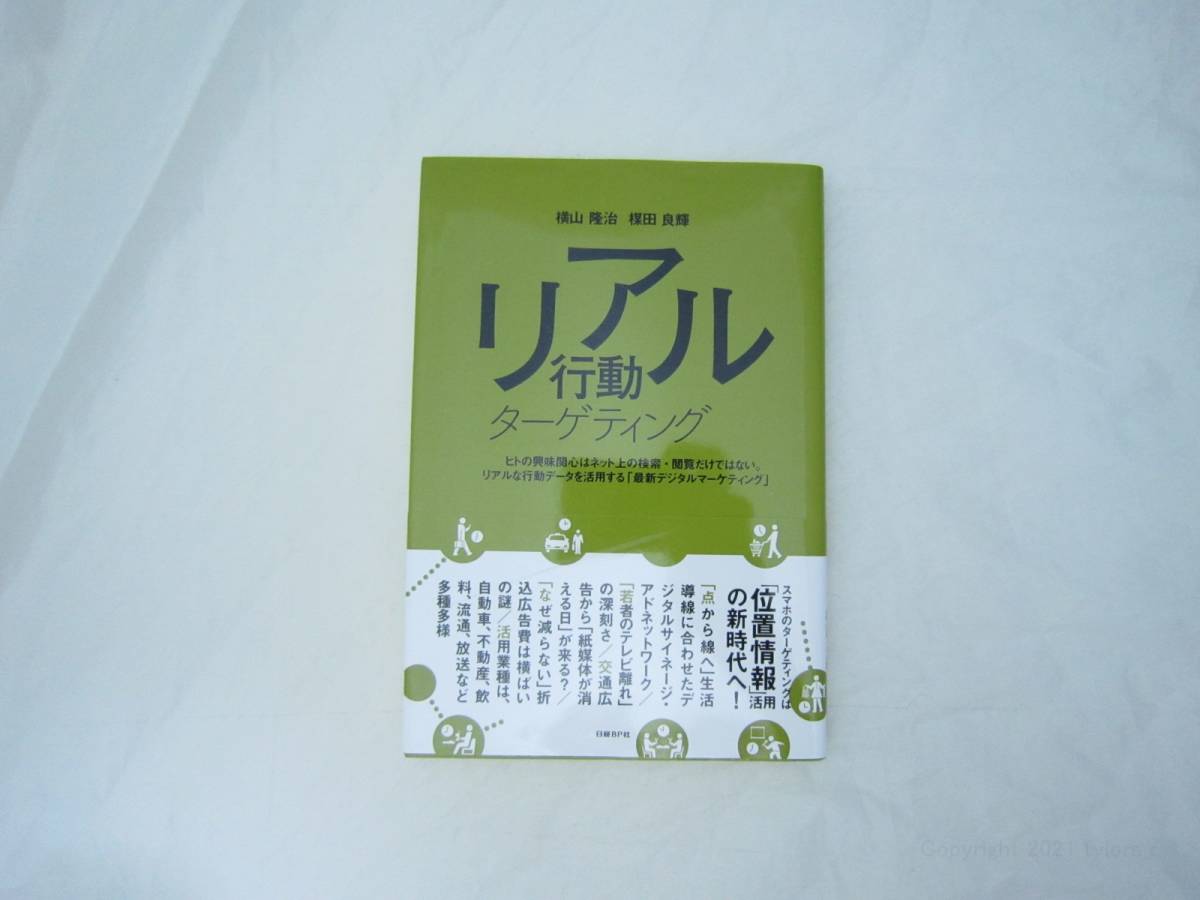 横山 隆治 楳田 良輝
リアル
行動
ターゲティング
ヒトの興味関心はネット上の検索・閲覧だけではない。
リアルな行動データを活用する「最新デジタルマーケティング」
スマホのターゲティングは
「位置情報」活用
の新時代へ!
「点から線へ」生活
導線に合わせたデ
ジタルサイネージ・
アドネットワーク/
「若者のテレビ離れ」
の深刻さ/交通広
告から「紙媒体が消
える日」が来る?/
「なぜ減らない」折
込広告費は横ばい
の謎/活用業種は、
自動車、不動産、飲
料、流通、放送など
多種多様
日経BP社
Copyright 2021